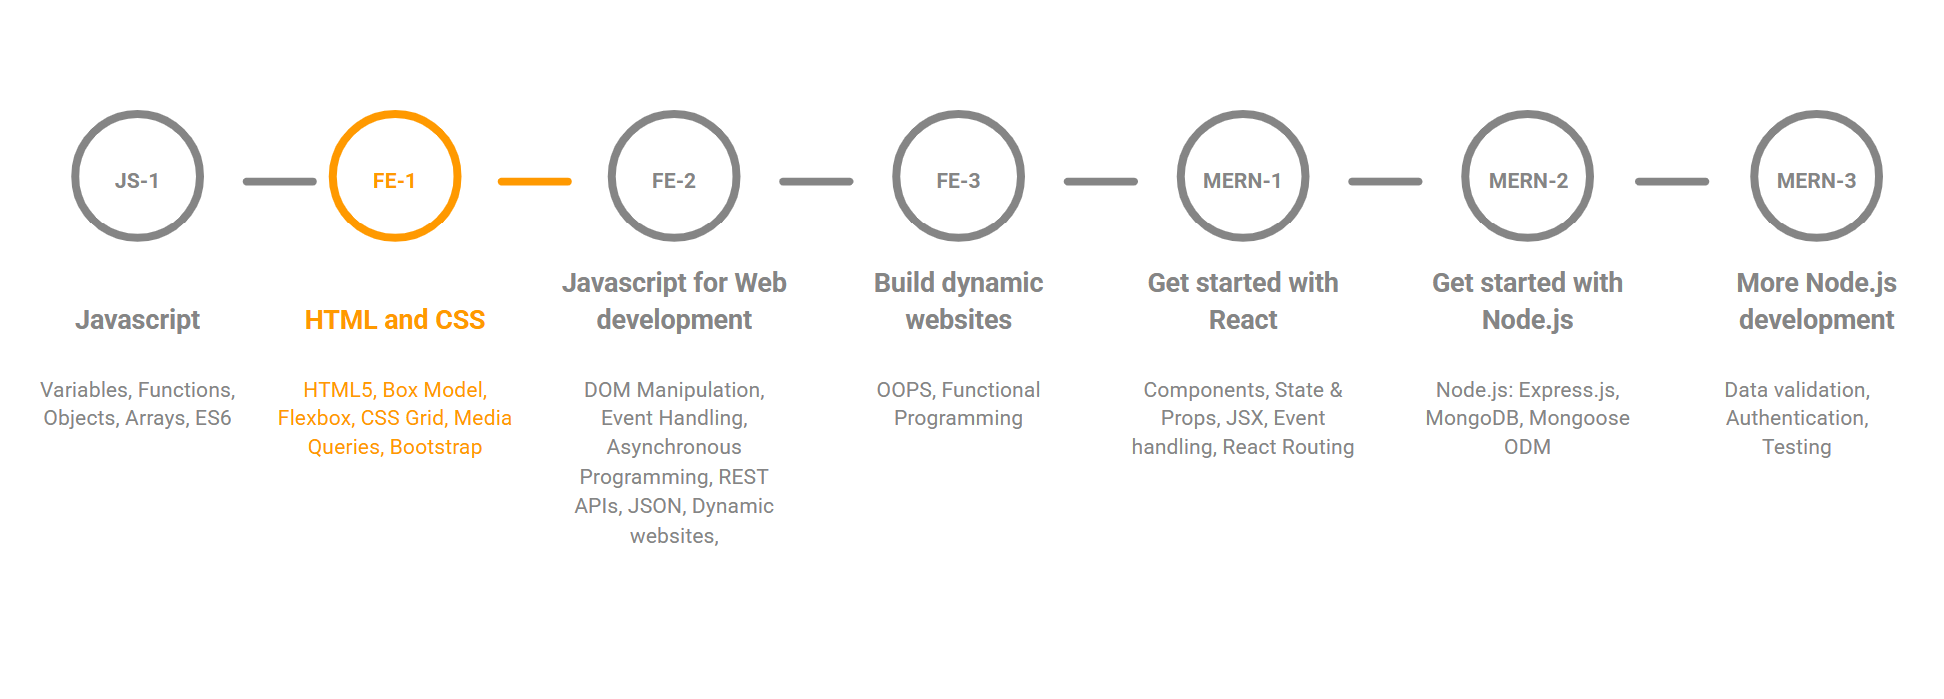 JS-1
FE-1
FE-2
FE-3
MERN-1
MERN-2
MERN-3
Javascript
HTML and CSS
Javascript for Web
development
Build dynamic
websites
Get started with
React
Get started with
Node.js
More Node.js
development
Variables, Functions,
Objects, Arrays, ES6
HTML5, Box Model,
Flexbox, CSS Grid, Media
Queries, Bootstrap
DOM Manipulation,
Event Handling,
Asynchronous
Programming, REST
APIs, JSON, Dynamic
websites,
OOPS, Functional
Programming
Components, State &
Props, JSX, Event
handling, React Routing
Node.js: Express.js,
MongoDB, Mongoose
ODM
Data validation,
Authentication,
Testing